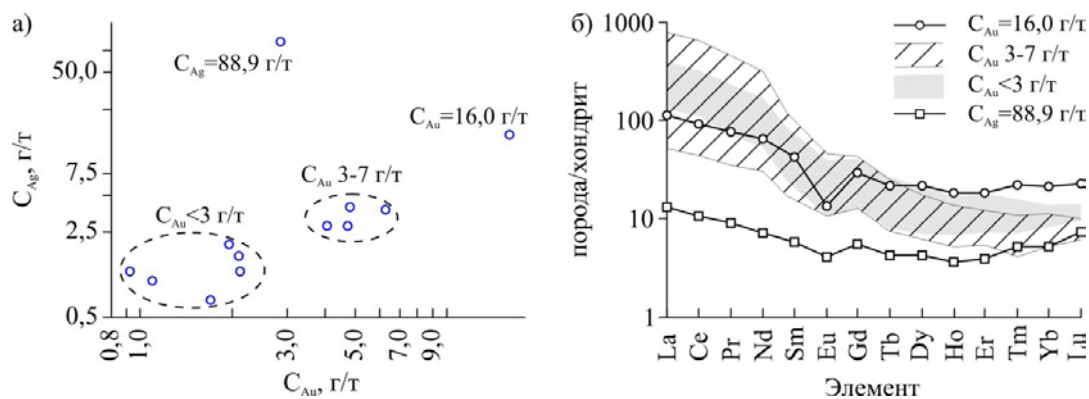 а)
C_Ag, г/т
50,0
7,5
2,5
0,5
C_Ag=88,9 г/т
C_Au=16,0 г/т
C_Au 3-7 г/т
C_Au<3 г/т
0,8
1,0
3,0
5,0
7,0
9,0
C_Au, г/т
б)
порода/хондрит
1000
100
10
1
C_Au=16,0 г/т
C_Au 3-7 г/т
C_Au<3 г/т
C_Ag=88,9 г/т
La
Ce
Pr
Nd
Sm
Eu
Gd
Tb
Dy
Ho
Er
Tm
Yb
Lu
Элемент